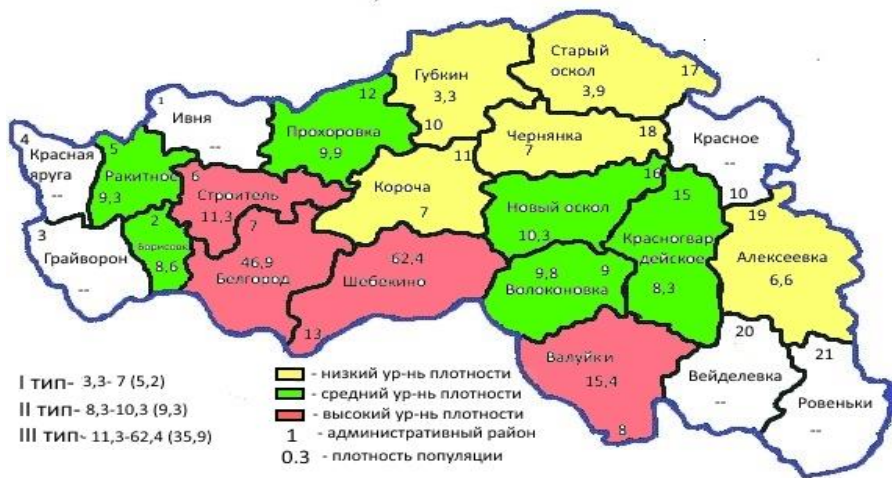 Старый
оскол
3,9
17
Губкин
3,3
10
12
Прохоровка
9,9
1
Ивня
--
4
Красная
яруга
--
5
Ракитное
9,3
6
Строитель
11,3
11
Короча
7
Чернянка
18
7
Красное
--
10
16
Новый оскол
10,3
15
Красногвар
дейское
8,3
19
Алексеевка
6,6
3
Грайворон
--
2
Борисовка
8,6
7
46,9
Белгород
62,4
Шебекино
13
9,8
9
Волоконовка
Валуйки
15,4
8
20
Вейделевка
--
21
Ровеньки
--
I тип- 3,3- 7 (5,2)
II тип- 8,3-10,3 (9,3)
III тип- 11,3-62,4 (35,9)
- низкий ур-нь плотности
- средний ур-нь плотности
- высокий ур-нь плотности
1 - административный район
0.3 - плотность популяции